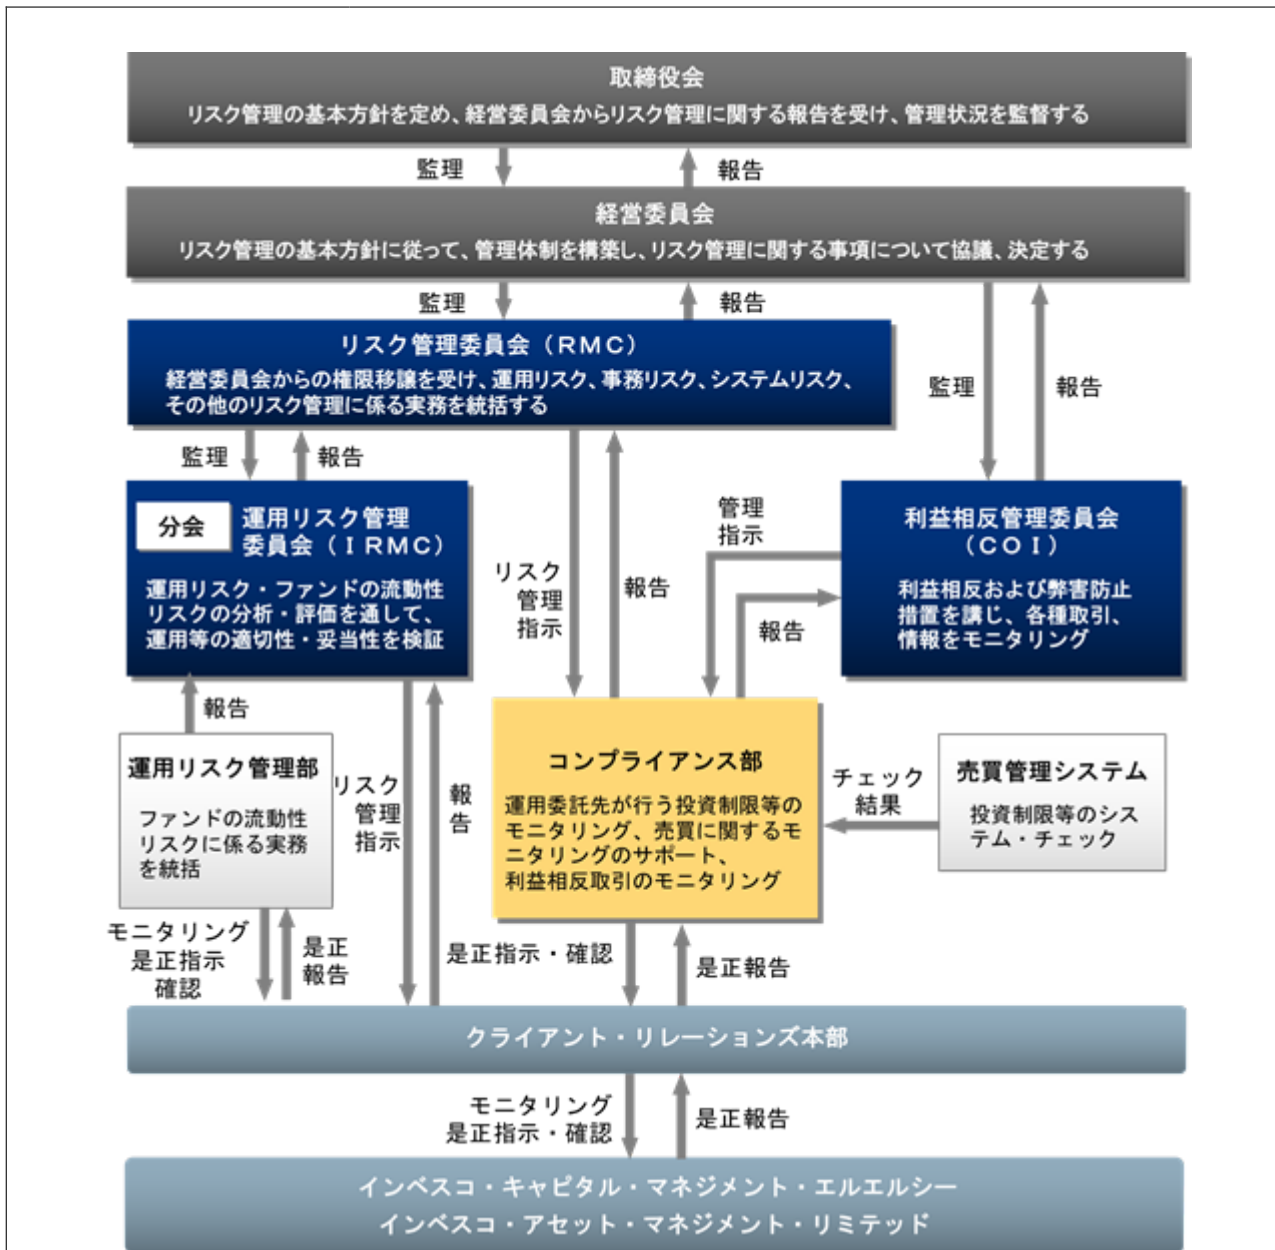 取締役会
リスク管理の基本方針を定め、経営委員会からリスク管理に関する報告を受け、管理状況を監督する
監理
報告
経営委員会
リスク管理の基本方針に従って、管理体制を構築し、リスク管理に関する事項について協議、決定する
監理
報告
リスク管理委員会（ＲＭＣ）
経営委員会からの権限移譲を受け、運用リスク、事務リスク、システムリスク、
その他のリスク管理に係る実務を統括する
監理
報告
監理
報告
分会
運用リスク管理
委員会（ＩＲＭＣ）
運用リスク・ファンドの流動性
リスクの分析・評価を通して、
運用等の適切性・妥当性を検証
リスク
管理
指示
報告
管理
指示
報告
利益相反管理委員会
（ＣＯＩ）
利益相反および弊害防止
措置を講じ、各種取引、
情報をモニタリング
報告
運用リスク管理部
ファンドの流動性
リスクに係る実務
を統括
リスク
管理
指示
報
告
コンプライアンス部
運用委託先が行う投資制限等の
モニタリング、売買に関するモ
ニタリングのサポート、
利益相反取引のモニタリング
チェック
結果
売買管理システム
投資制限等のシス
テム・チェック
モニタリング
是正指示
確認
是正
報告
是正指示・確認
是正報告
クライアント・リレーションズ本部
モニタリング
是正指示・確認
是正報告
インベスコ・キャピタル・マネジメント・エルエルシー
インベスコ・アセット・マネジメント・リミテッド